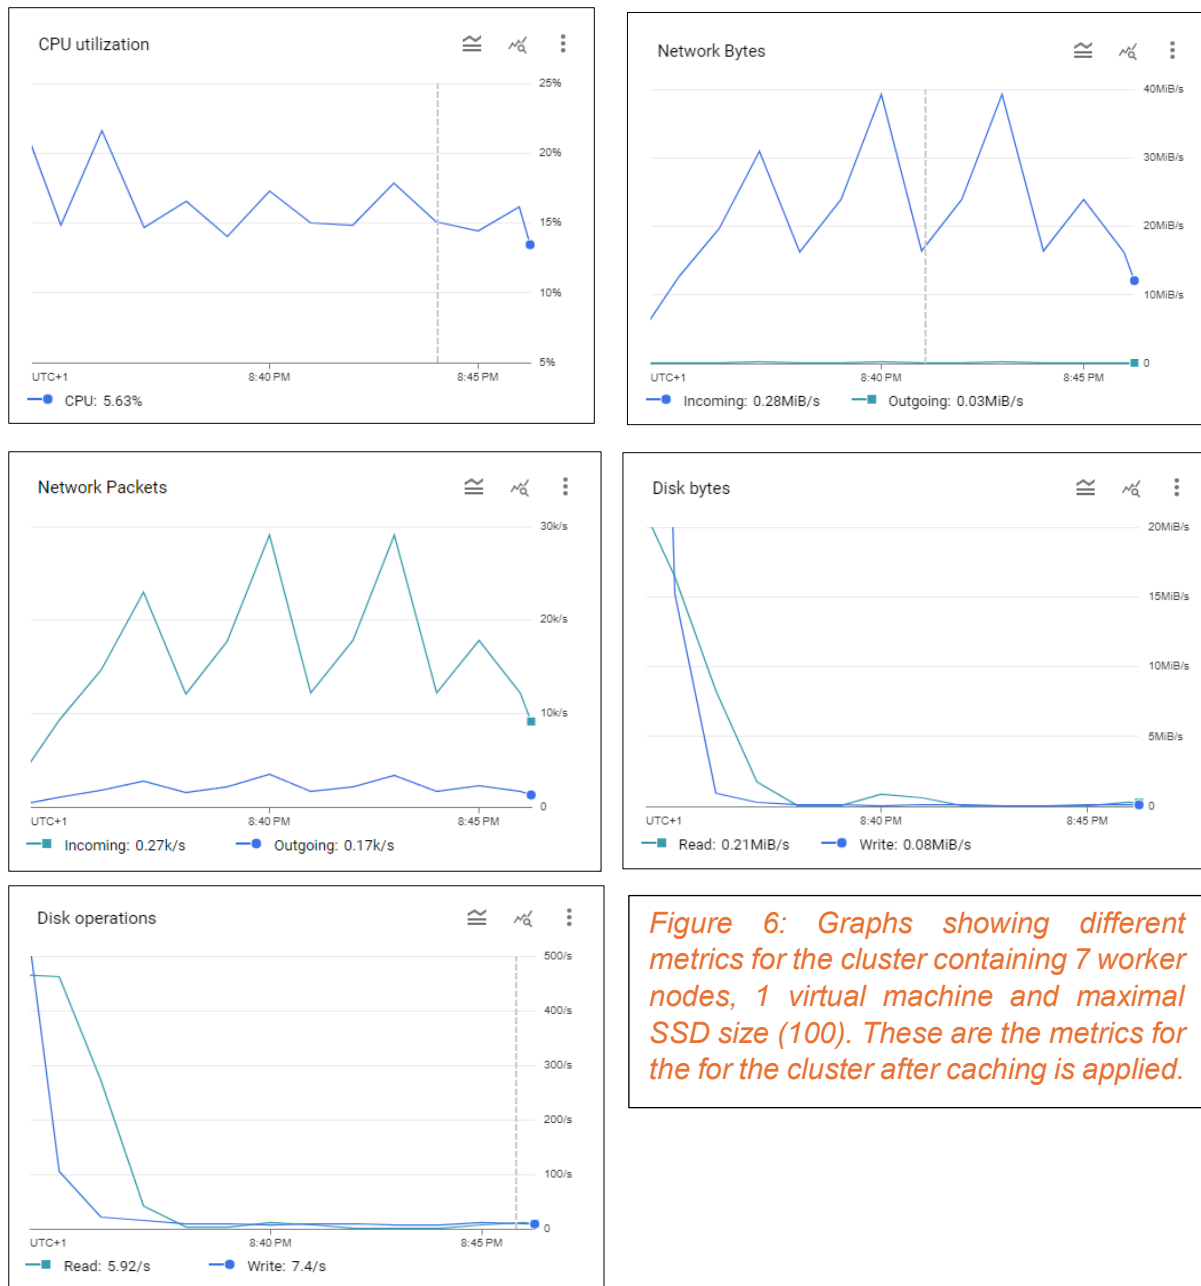 CPU utilization
25%
20%
15%
10%
5%
UTC+1
8:40 PM
8:45 PM
CPU: 5.63%
Network Bytes
40MiB/s
30MiB/s
20MiB/s
10MiB/s
0
UTC+1
8:40 PM
8:45 PM
Incoming: 0.28MiB/s
Outgoing: 0.03MiB/s
Network Packets
30k/s
20k/s
10k/s
0
UTC+1
8:40 PM
8:45 PM
Incoming: 0.27k/s
Outgoing: 0.17k/s
Disk bytes
20MiB/s
15MiB/s
10MiB/s
5MiB/s
0
UTC+1
8:40 PM
8:45 PM
Read: 0.21MiB/s
Write: 0.08MiB/s
Disk operations
500/s
400/s
300/s
200/s
100/s
0
UTC+1
8:40 PM
8:45 PM
Read: 5.92/s
Write: 7.4/s
Figure 6: Graphs showing different
metrics for the cluster containing 7 worker
nodes, 1 virtual machine and maximal
SSD size (100). These are the metrics for
the for the cluster after caching is applied.